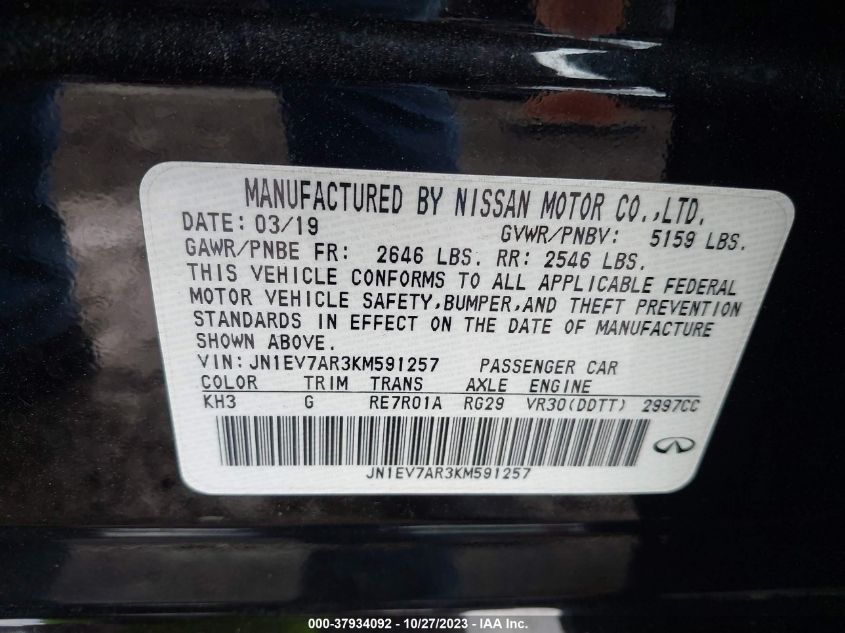 MANUFACTURED BY NISSAN MOTOR CO.,LTD.
DATE: 03/19 GVWR/PNBV: 5159 LBS.
GAWR/PNBE FR: 2646 LBS. RR: 2546 LBS.
THIS VEHICLE CONFORMS TO ALL APPLICABLE FEDERAL
MOTOR VEHICLE SAFETY,BUMPER,AND THEFT PREVENTION
STANDARDS IN EFFECT ON THE DATE OF MANUFACTURE
SHOWN ABOVE.
VIN:JN1EV7AR3KM591257 PASSENGER CAR
COLOR TRIM TRANS AXLE ENGINE
KH3 G RE7R01A RG29 VR30(DDTT) 2997CC
JN1EV7AR3KM591257
000-37934092 - 10/27/2023 - IAA Inc.